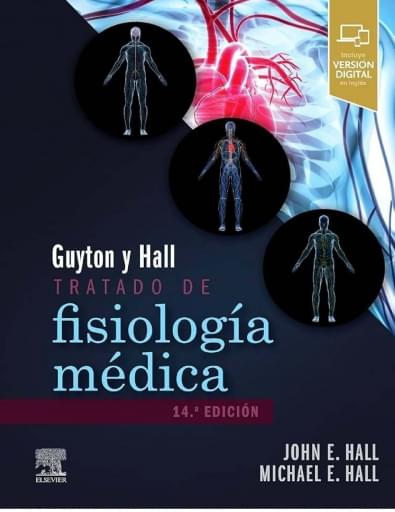 Incluye
VERSIÓN
DIGITAL
en inglés
Guyton y Hall
TRATADO DE
fisiología
médica
14.ª EDICIÓN
JOHN E. HALL
MICHAEL E. HALL
ELSEVIER